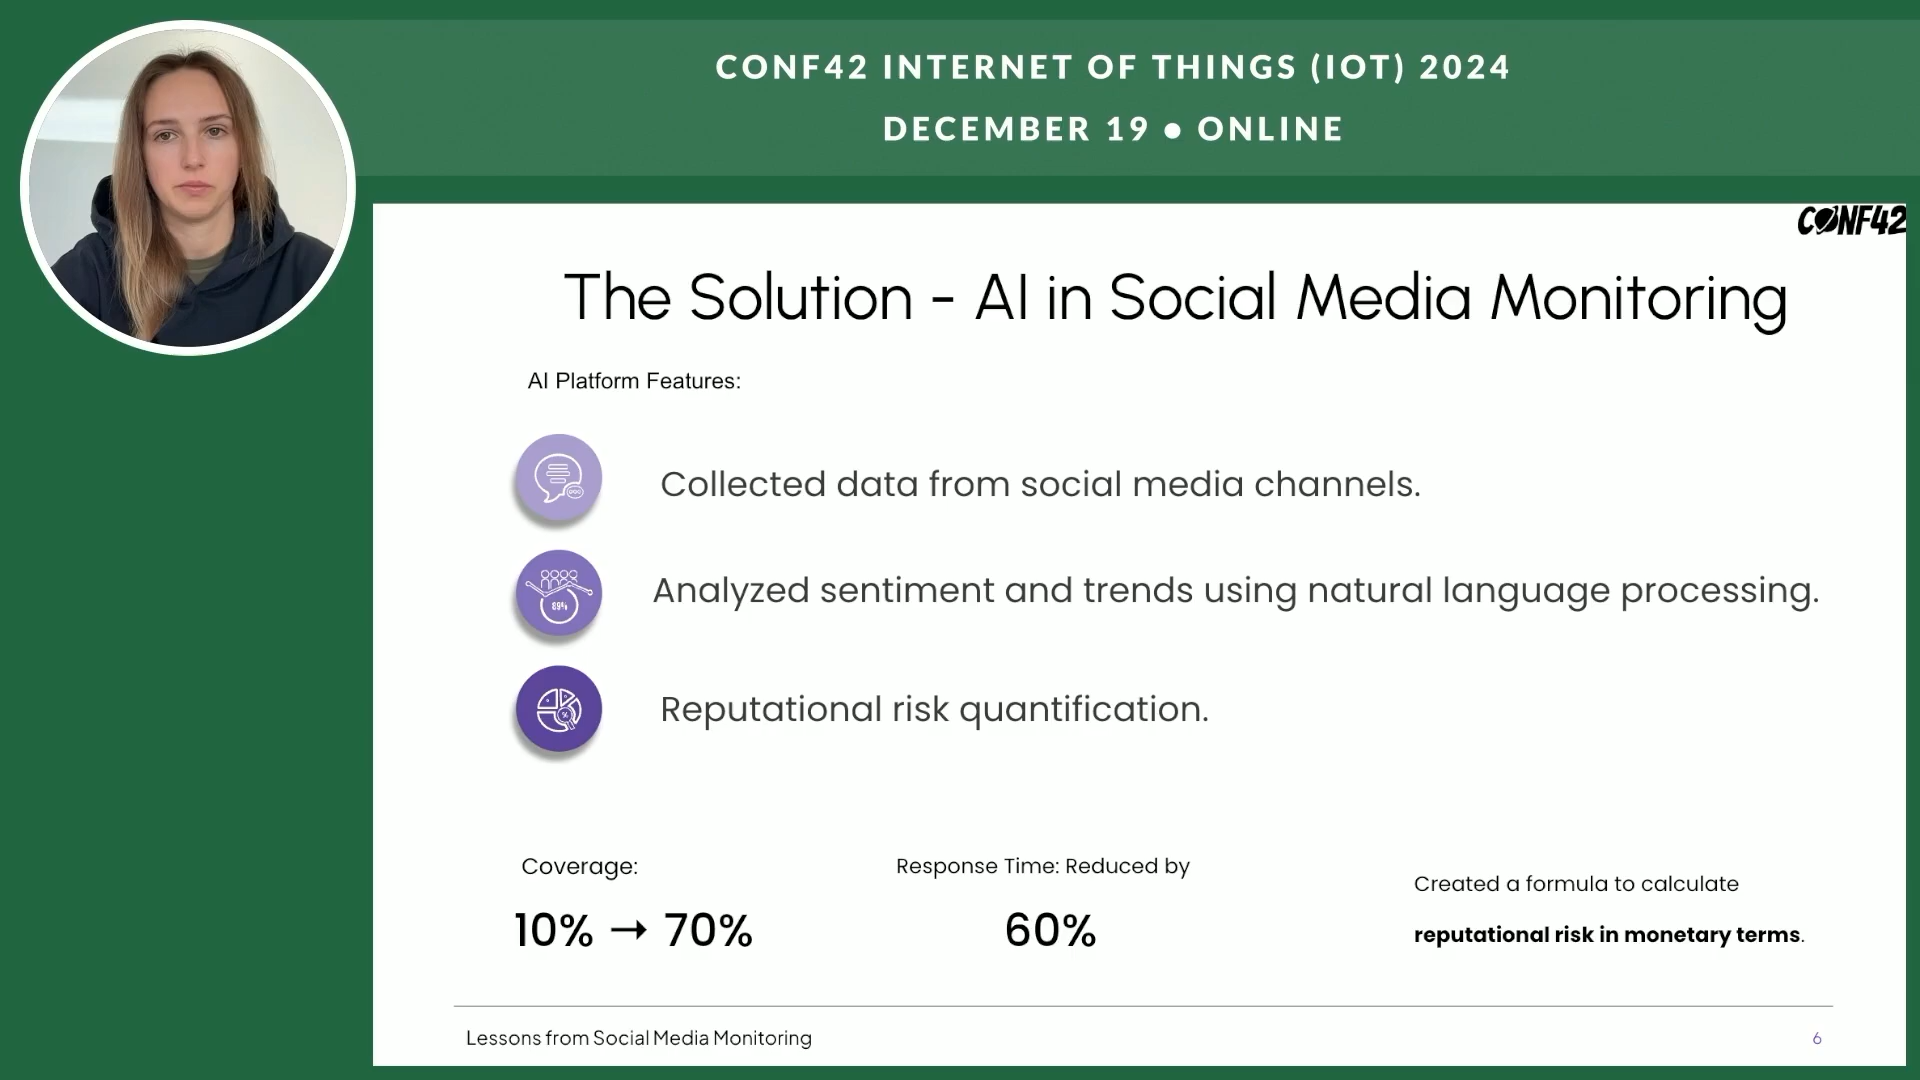 CONF42 INTERNET OF THINGS (IOT) 2024
DECEMBER 19 ● ONLINE
CONF42
The Solution - AI in Social Media Monitoring
AI Platform Features:
Collected data from social media channels.
89%
Analyzed sentiment and trends using natural language processing.
%
Reputational risk quantification.
Coverage:
10% → 70%
Response Time: Reduced by
60%
Created a formula to calculate
reputational risk in monetary terms.
Lessons from Social Media Monitoring
6